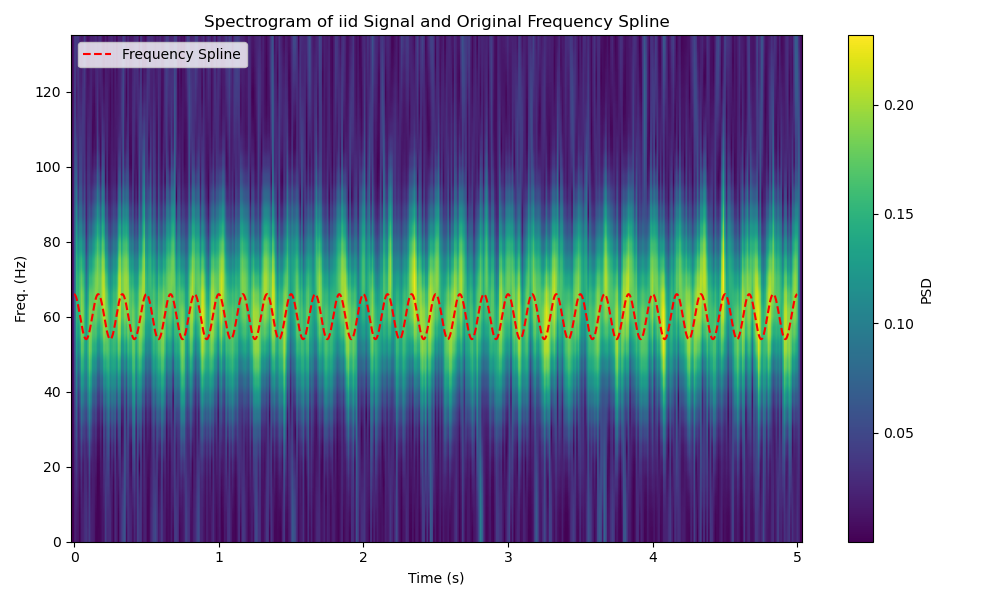 Spectrogram of iid Signal and Original Frequency Spline
Frequency Spline
120
100
80
60
40
20
0
Freq. (Hz)
0 1 2 3 4 5
Time (s)
0.20
0.15
0.10
0.05
PSD